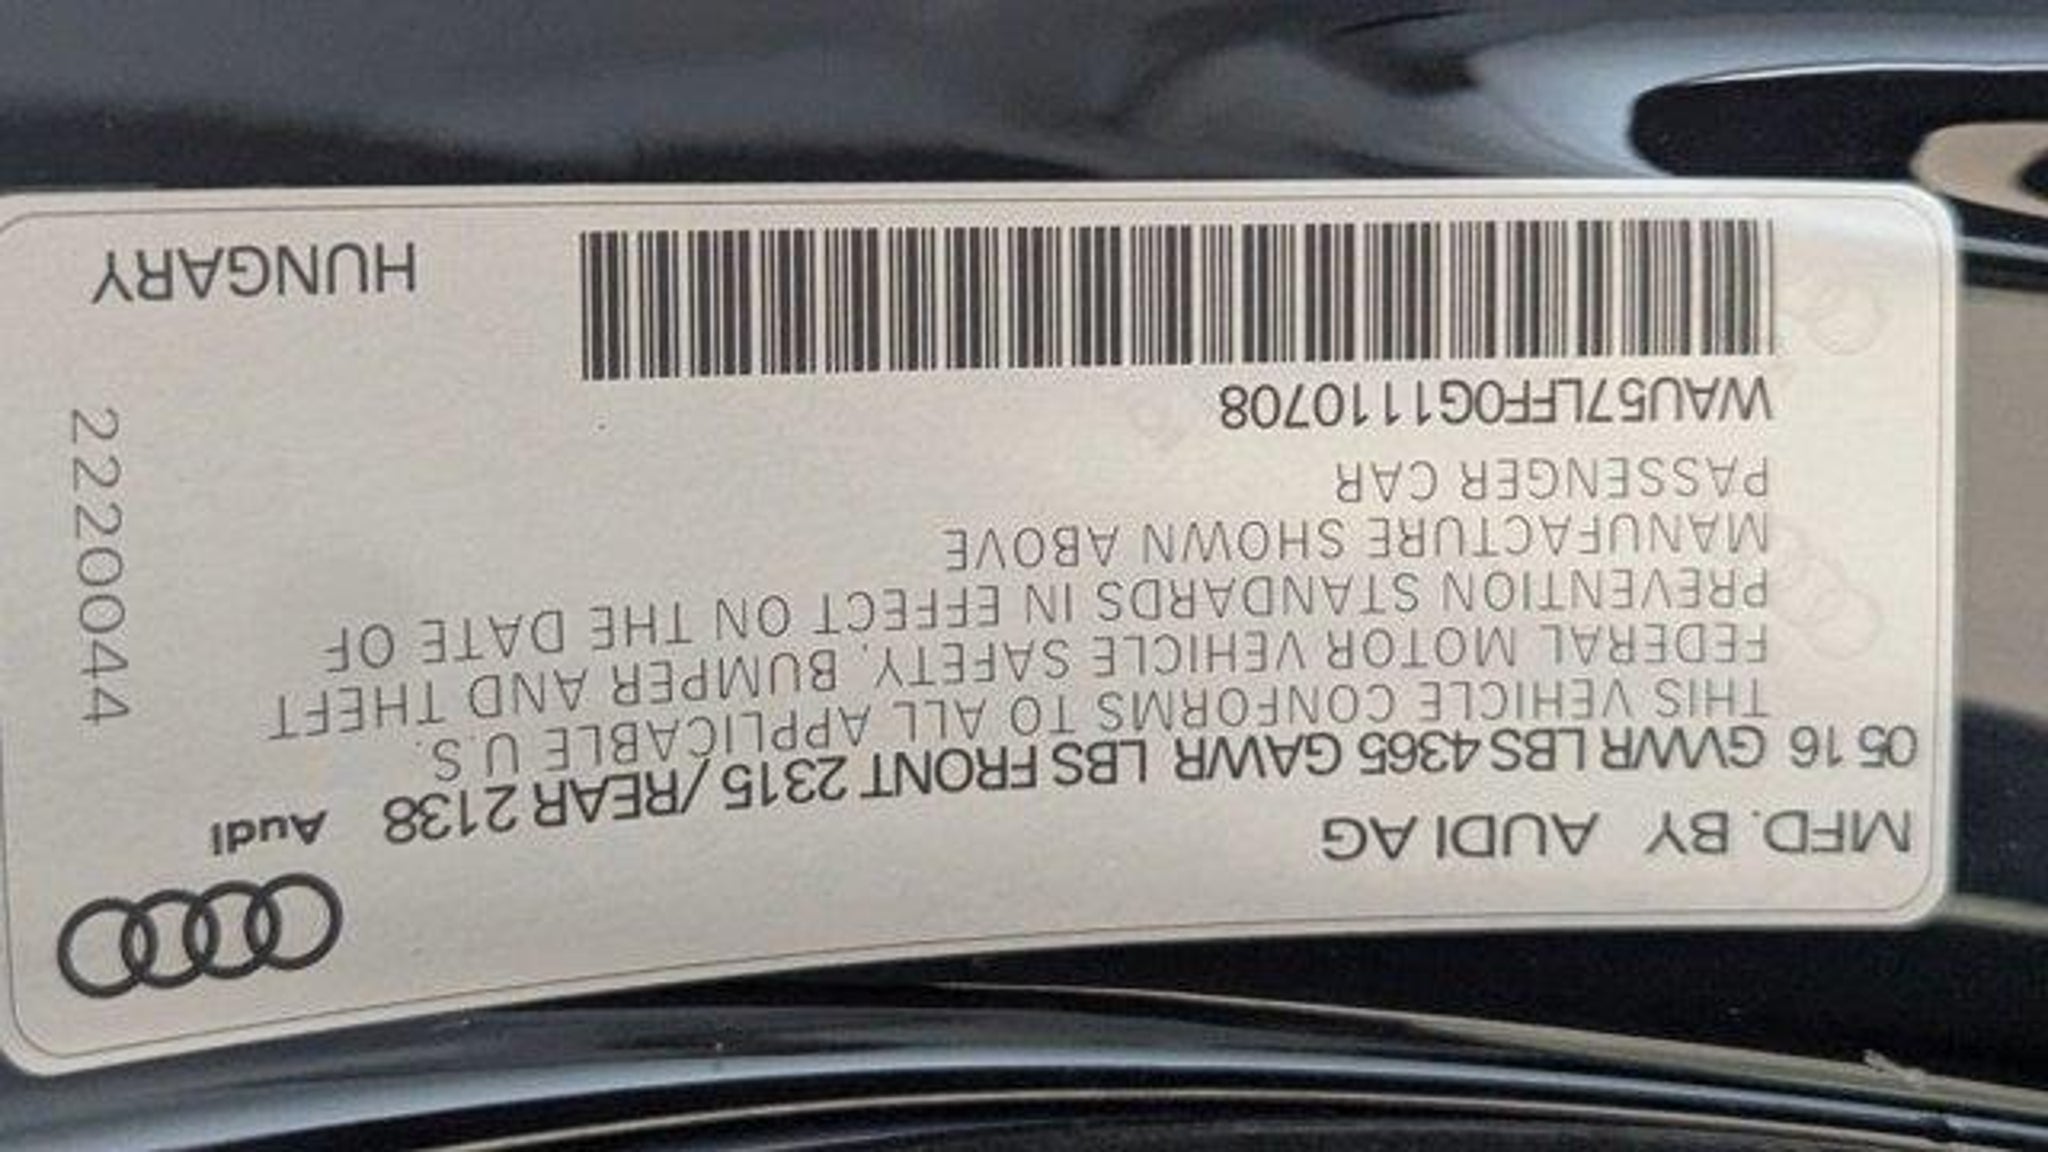 MFD. BY AUDI AG
Audi
05 16 GVWR LBS 4365 GAWR LBS FRONT 2315 / REAR 2138
THIS VEHICLE CONFORMS TO ALL APPLICABLE U.S.
FEDERAL MOTOR VEHICLE SAFETY, BUMPER AND THEFT
PREVENTION STANDARDS IN EFFECT ON THE DATE OF
MANUFACTURE SHOWN ABOVE
PASSENGER CAR
WAU57LFF0G1110708
HUNGARY
2220044